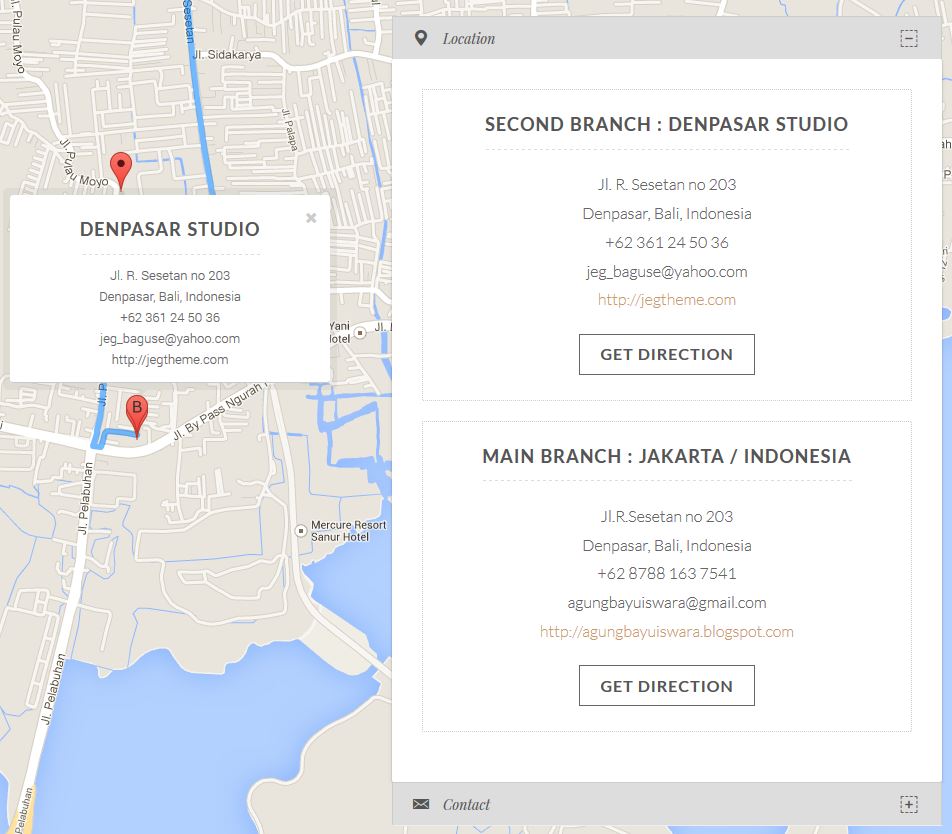 Jl. Pulau Moyo
Sesetan
Jl. Sidakarya
Jl. Palapa
Jl. Pulau Moyo
DENPASAR STUDIO
Jl. R. Sesetan no 203
Denpasar, Bali, Indonesia
+62 361 24 50 36
jeg_baguse@yahoo.com
http://jegtheme.com
Yani
Hotel
Jl.
Jl. P
B
Jl. By Pass Ngurah
Jl. Pelabuhan
Mercure Resort
Sanur Hotel
Jl. Pelabuhan
Pelabuhan
Location
SECOND BRANCH : DENPASAR STUDIO
Jl. R. Sesetan no 203
Denpasar, Bali, Indonesia
+62 361 24 50 36
jeg_baguse@yahoo.com
http://jegtheme.com
GET DIRECTION
MAIN BRANCH : JAKARTA / INDONESIA
Jl.R.Sesetan no 203
Denpasar, Bali, Indonesia
+62 8788 163 7541
agungbayuiswara@gmail.com
http://agungbayuiswara.blogspot.com
GET DIRECTION
Contact